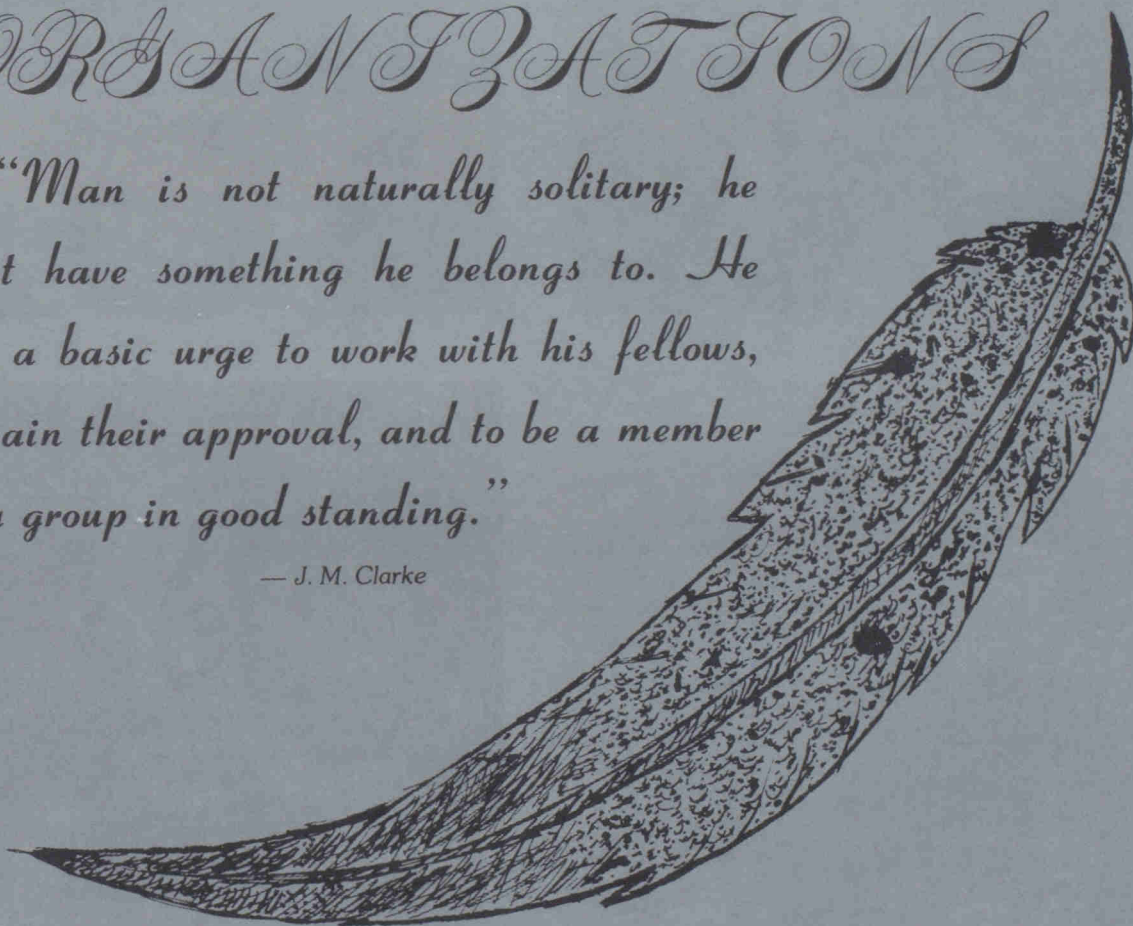 ORGANIZATIONS
“Man is not naturally solitary; he
t have something he belongs to. He
a basic urge to work with his fellows,
ain their approval, and to be a member
group in good standing.”
— J. M. Clarke